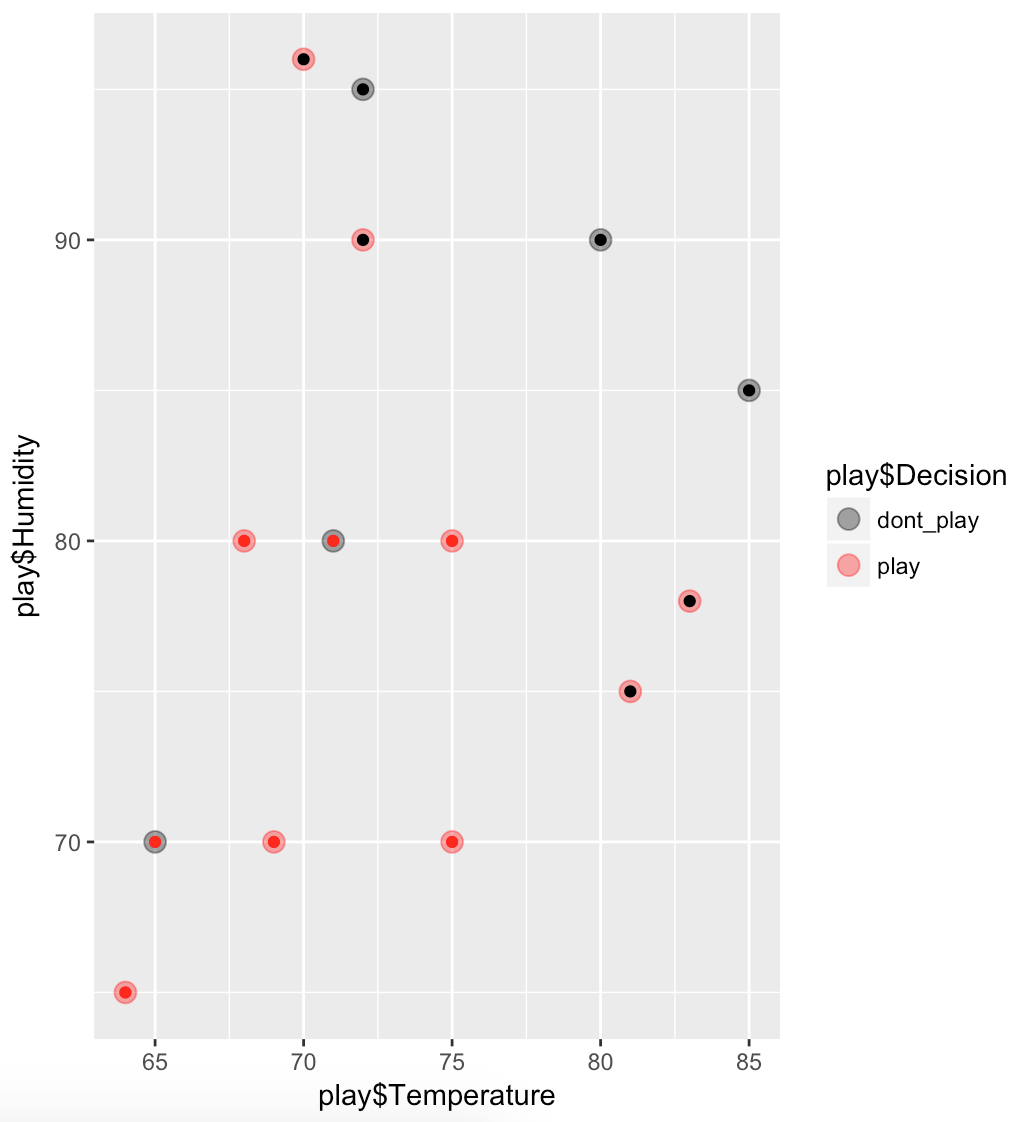 90
80
70
play$Humidity
65 70 75 80 85
play$Temperature
play$Decision
dont_play
play